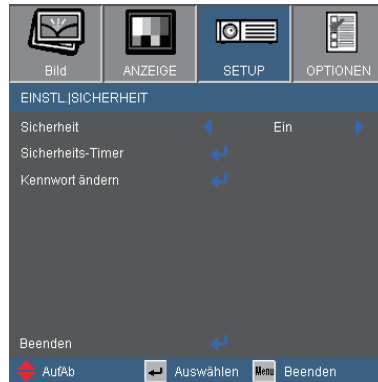 Bild ANZEIGE SETUP OPTIONEN
EINSTL.|SICHERHEIT
Sicherheit Ein
Sicherheits-Timer
Kennwort ändern
Beenden
AufAb Auswählen Menu Beenden